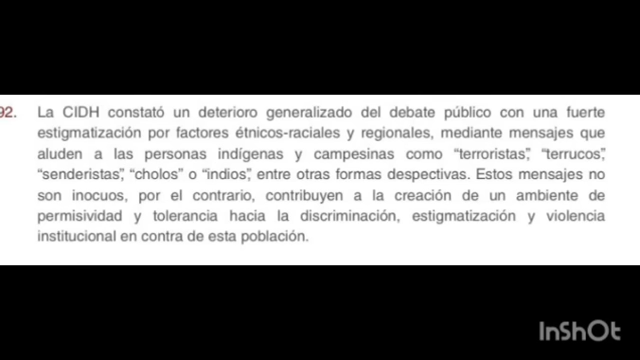 92. La CIDH constató un deterioro generalizado del debate público con una fuerte
estigmatización por factores étnicos-raciales y regionales, mediante mensajes que
aluden a las personas indígenas y campesinas como “terroristas”, “terrucos”,
“senderistas”, “cholos” o “indios”, entre otras formas despectivas. Estos mensajes no
son inocuos, por el contrario, contribuyen a la creación de un ambiente de
permisividad y tolerancia hacia la discriminación, estigmatización y violencia
institucional en contra de esta población.
InShOt